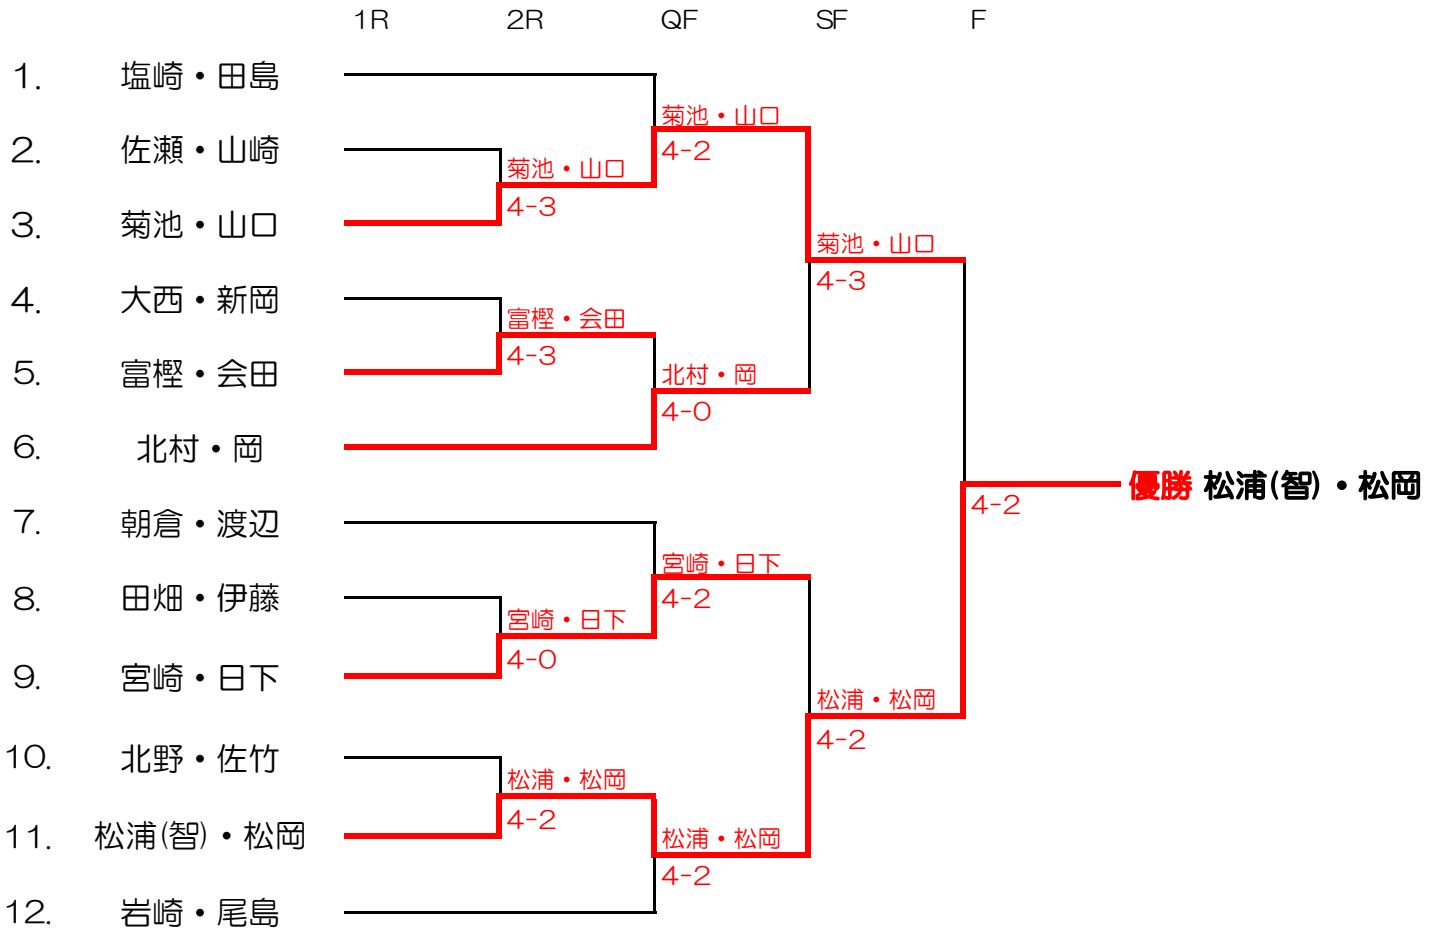 1R 2R QF SF F
1. 塩崎・田島
菊池・山口
4-2
2. 佐瀬・山崎
菊池・山口
4-3
3. 菊池・山口
菊池・山口
4-3
4. 大西・新岡
富樫・会田
4-3
5. 富樫・会田
北村・岡
4-0
6. 北村・岡
優勝 松浦(智)・松岡
4-2
7. 朝倉・渡辺
宮崎・日下
4-2
8. 田畑・伊藤
宮崎・日下
4-0
9. 宮崎・日下
松浦・松岡
4-2
10. 北野・佐竹
松浦・松岡
4-2
11. 松浦(智)・松岡
松浦・松岡
4-2
12. 岩崎・尾島